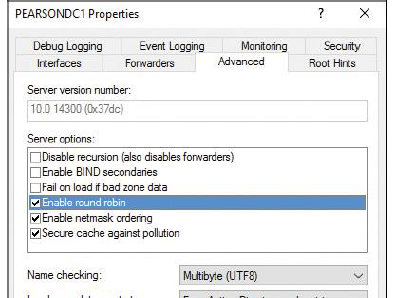 PEARSONDC1 Properties
? X
Debug Logging Event Logging Monitoring Security
Interfaces Forwarders Advanced Root Hints
Server version number:
10.0 14300 (0x37dc)
Server options:
Disable recursion (also disables forwarders)
Enable BIND secondaries
Fail on load if bad zone data
Enable round robin
Enable netmask ordering
Secure cache against pollution
Name checking: Multibyte (UTF8)